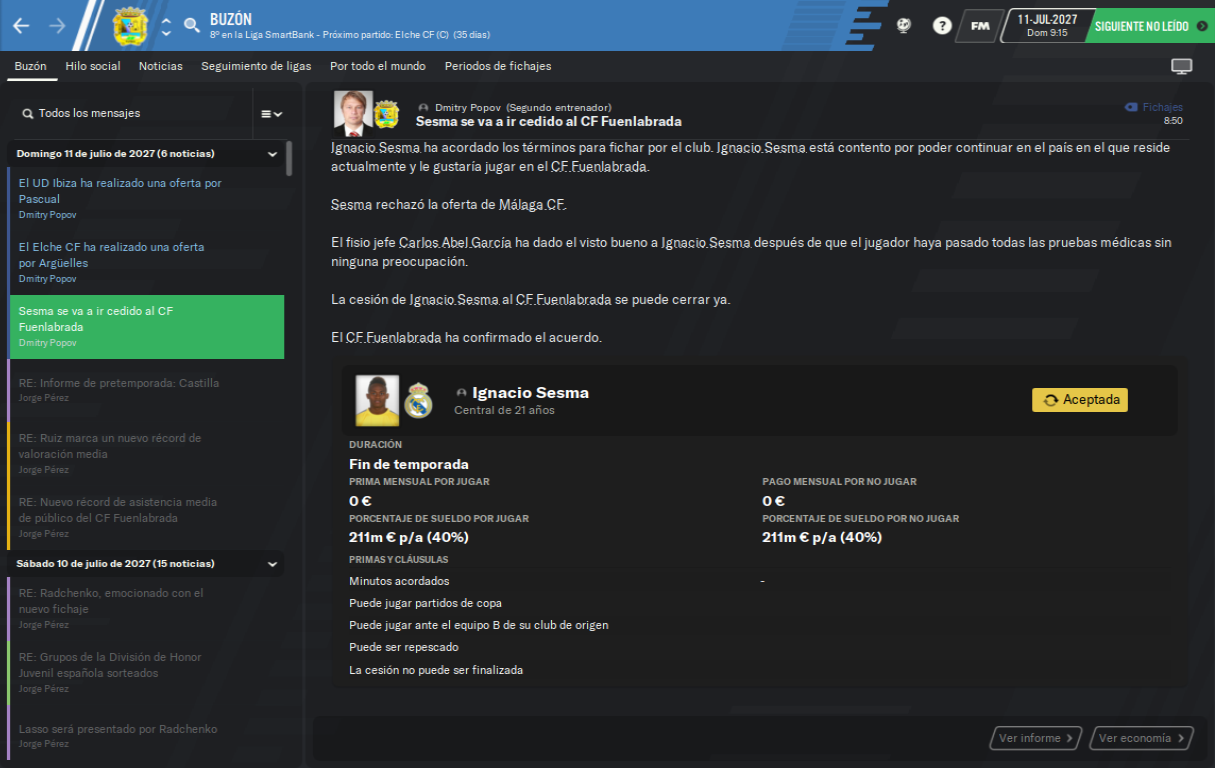 BUZÓN
8º en la Liga SmartBank - Próximo partido: Elche CF (C) (35 días)
FM
11-JUL-2027
Dom 9:15
SIGUIENTE NO LEÍDO
Buzón
Hilo social
Noticias
Seguimiento de ligas
Por todo el mundo
Periodos de fichajes
Todos los mensajes
Domingo 11 de julio de 2027 (6 noticias)
El UD Ibiza ha realizado una oferta por
Pascual
Dmitry Popov
El Elche CF ha realizado una oferta
por Argüelles
Dmitry Popov
Sesma se va a ir cedido al CF
Fuenlabrada
Dmitry Popov
RE: Informe de pretemporada: Castilla
Jorge Pérez
RE: Ruiz marca un nuevo récord de
valoración media
Jorge Pérez
RE: Nuevo récord de asistencia media
de público del CF Fuenlabrada
Jorge Pérez
Sábado 10 de julio de 2027 (15 noticias)
RE: Radchenko, emocionado con el
nuevo fichaje
Jorge Pérez
RE: Grupos de la División de Honor
Juvenil española sorteados
Jorge Pérez
Lasso será presentado por Radchenko
Jorge Pérez
Dmitry Popov (Segundo entrenador)
Sesma se va a ir cedido al CF Fuenlabrada
Fichajes
8:50
Ignacio Sesma ha acordado los términos para fichar por el club. Ignacio Sesma está contento por poder continuar en el país en el que reside
actualmente y le gustaría jugar en el CF Fuenlabrada.
Sesma rechazó la oferta de Málaga CF.
El fisio jefe Carlos Abel García ha dado el visto bueno a Ignacio Sesma después de que el jugador haya pasado todas las pruebas médicas sin
ninguna preocupación.
La cesión de Ignacio Sesma al CF Fuenlabrada se puede cerrar ya.
El CF Fuenlabrada ha confirmado el acuerdo.
Ignacio Sesma
Central de 21 años
Aceptada
DURACIÓN
Fin de temporada
PRIMA MENSUAL POR JUGAR
PAGO MENSUAL POR NO JUGAR
0 €
0 €
PORCENTAJE DE SUELDO POR JUGAR
PORCENTAJE DE SUELDO POR NO JUGAR
211m € p/a (40%)
211m € p/a (40%)
PRIMAS Y CLÁUSULAS
Minutos acordados
-
Puede jugar partidos de copa
Puede jugar ante el equipo B de su club de origen
Puede ser repescado
La cesión no puede ser finalizada
Ver informe
Ver economía